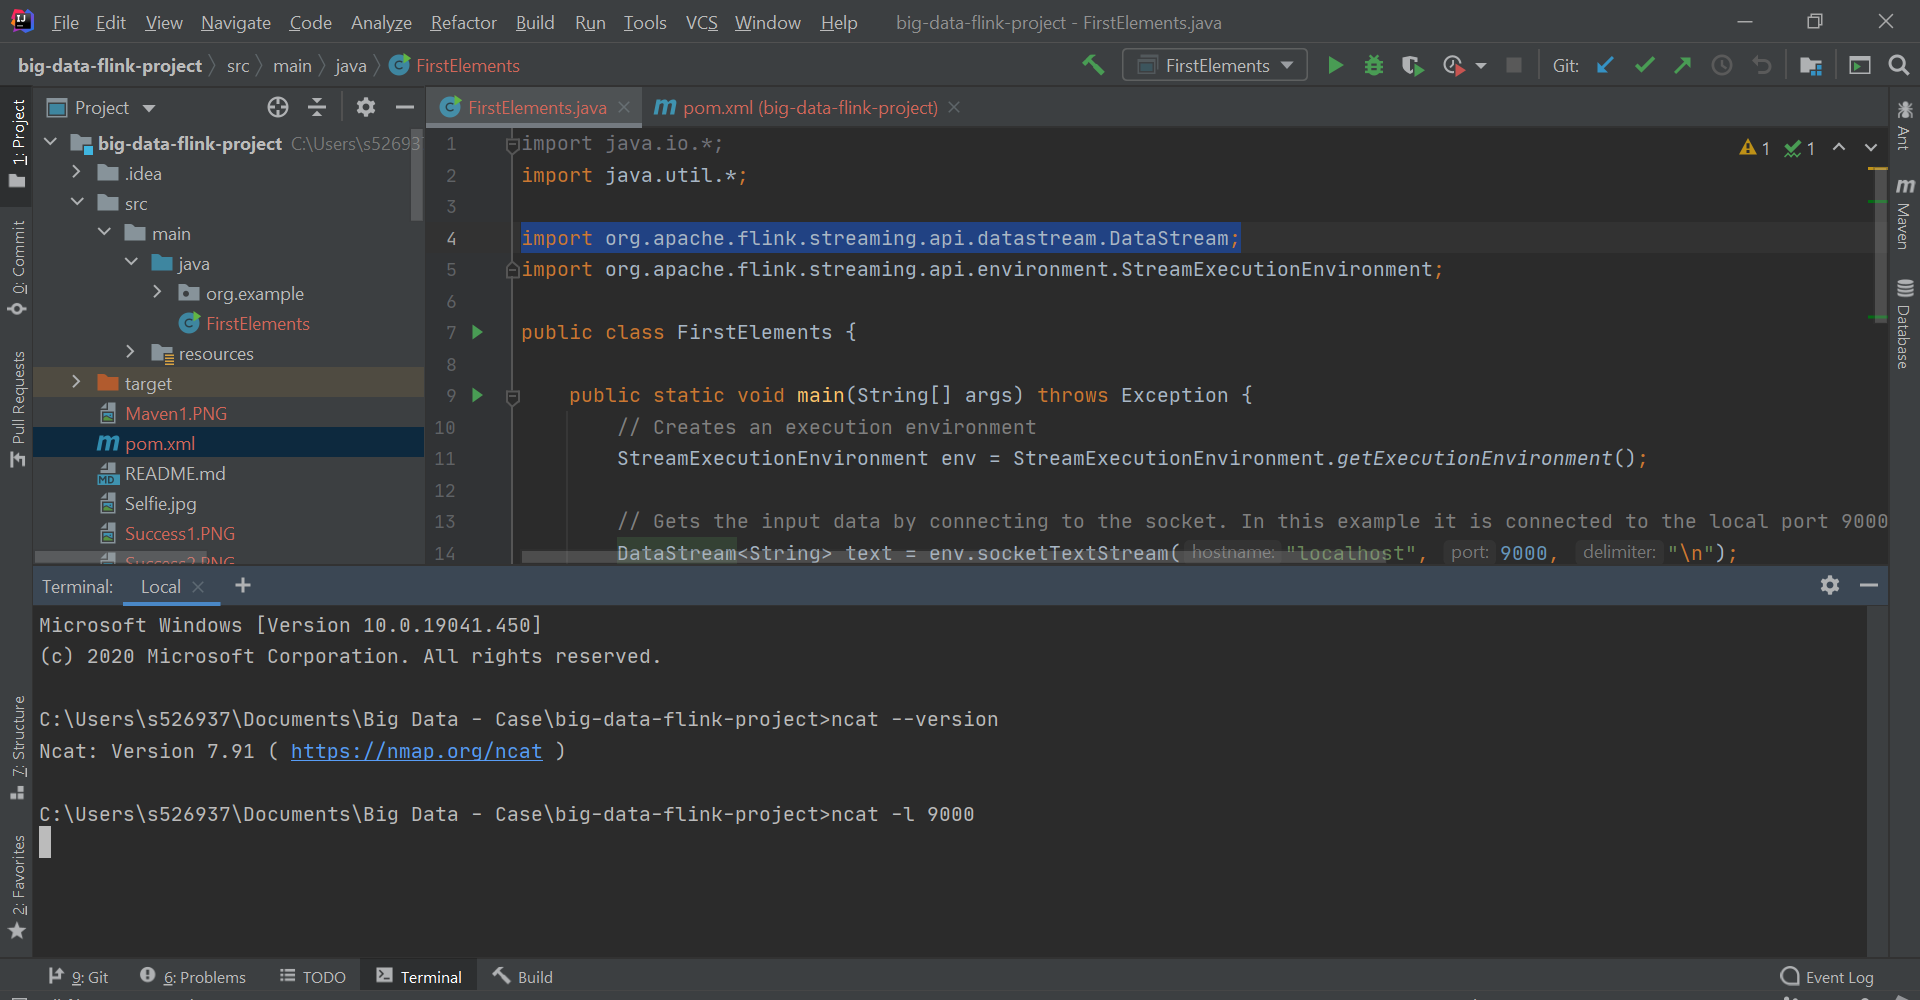 File Edit View Navigate Code Analyze Refactor Build Run Tools VCS Window Help big-data-flink-project - FirstElements.java
big-data-flink-project src main java FirstElements
FirstElements Git:
1: Project
0: Commit
Pull Requests
7: Structure
2: Favorites
Project
big-data-flink-project C:\Users\s52693
.idea
src
main
java
org.example
FirstElements
resources
target
Maven1.PNG
pom.xml
README.md
Selfie.jpg
Success1.PNG
Success2.PNG
FirstElements.java pom.xml (big-data-flink-project)
1 import java.io.*;
2 import java.util.*;
3
4 import org.apache.flink.streaming.api.datastream.DataStream;
5 import org.apache.flink.streaming.api.environment.StreamExecutionEnvironment;
6
7 public class FirstElements {
8
9 public static void main(String[] args) throws Exception {
10 // Creates an execution environment
11 StreamExecutionEnvironment env = StreamExecutionEnvironment.getExecutionEnvironment();
12
13 // Gets the input data by connecting to the socket. In this example it is connected to the local port 9000
14 DataStream<String> text = env.socketTextStream( hostname: "localhost", port: 9000, delimiter: "\n");
1 1
Ant
Maven
Database
Terminal: Local
Microsoft Windows [Version 10.0.19041.450]
(c) 2020 Microsoft Corporation. All rights reserved.
C:\Users\s526937\Documents\Big Data - Case\big-data-flink-project>ncat --version
Ncat: Version 7.91 ( https://nmap.org/ncat )
C:\Users\s526937\Documents\Big Data - Case\big-data-flink-project>ncat -l 9000
9: Git 6: Problems TODO Terminal Build Event Log